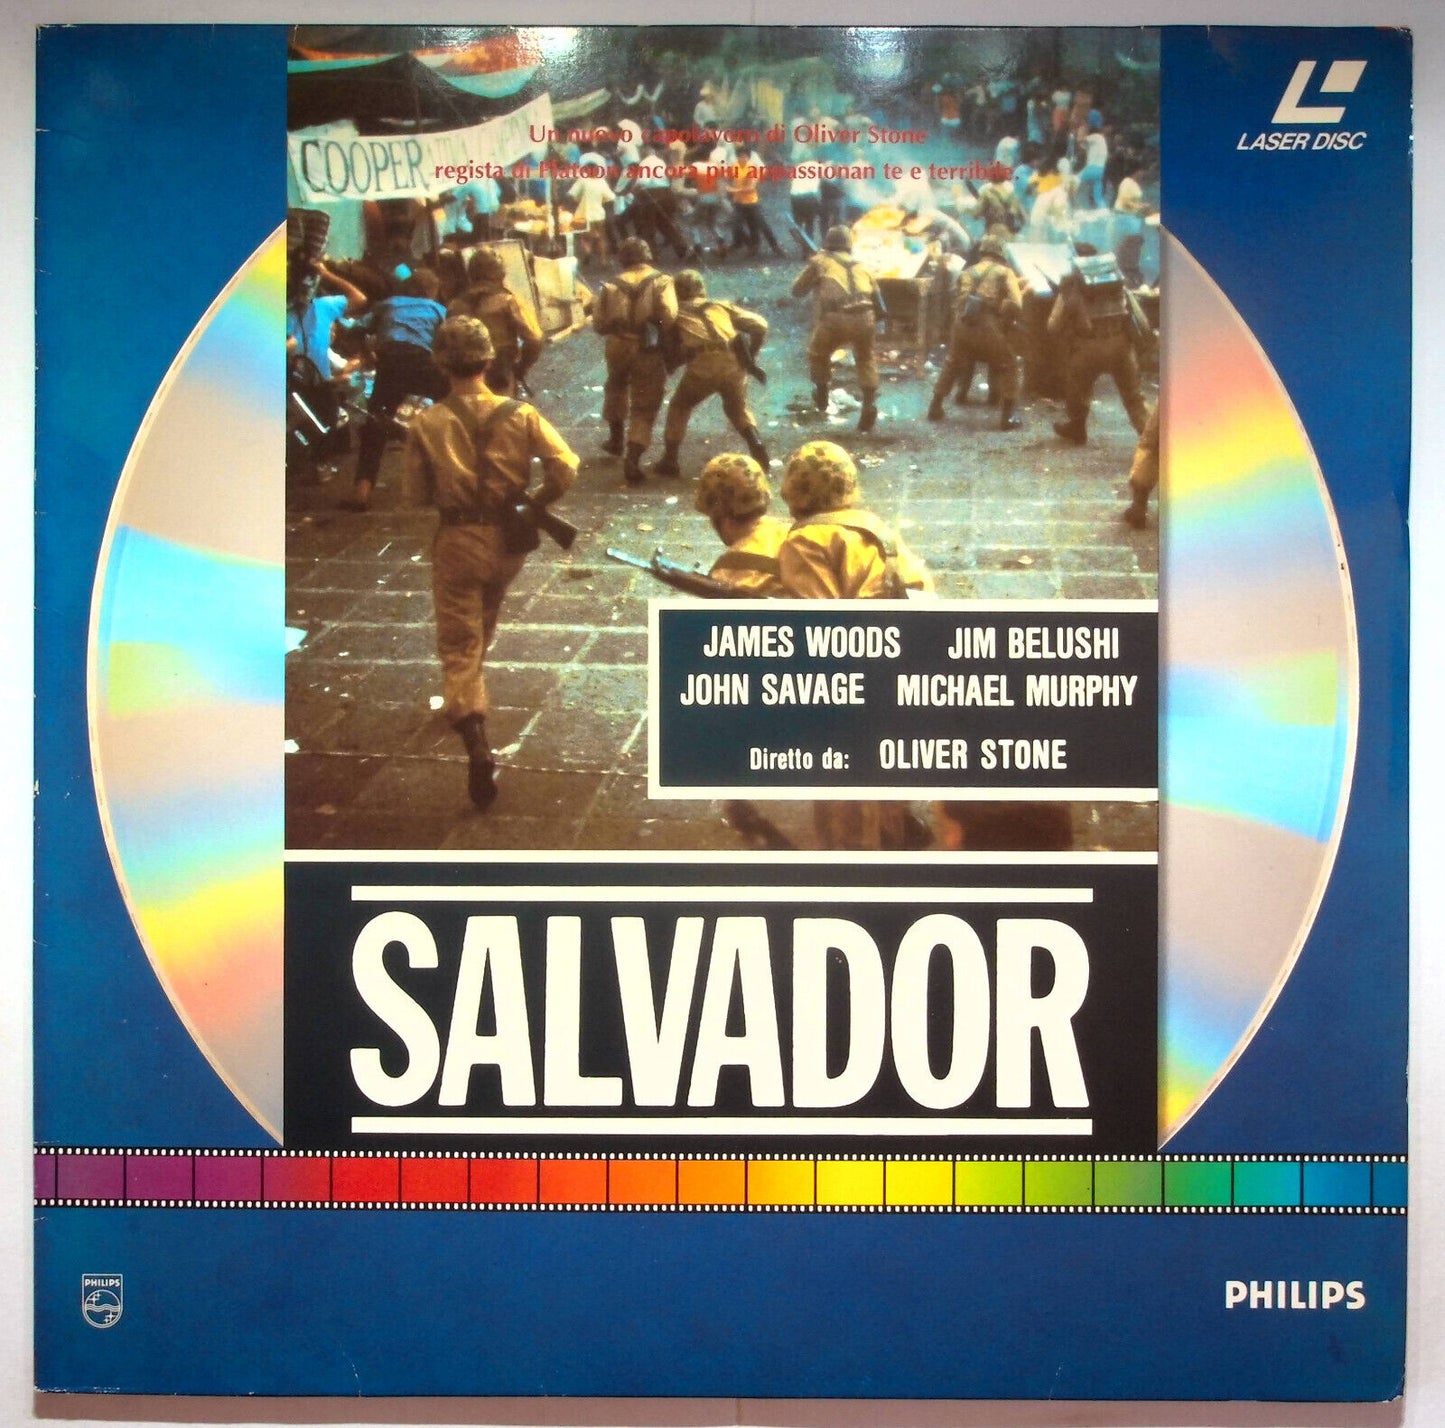 LASER DISC
Un nuovo capolavoro di Oliver Stone
regista di Platoon ancora più appassionan te e terribile.
COOPER
JAMES WOODS JIM BELUSHI
JOHN SAVAGE MICHAEL MURPHY
Diretto da: OLIVER STONE
SALVADOR
PHILIPS
PHILIPS